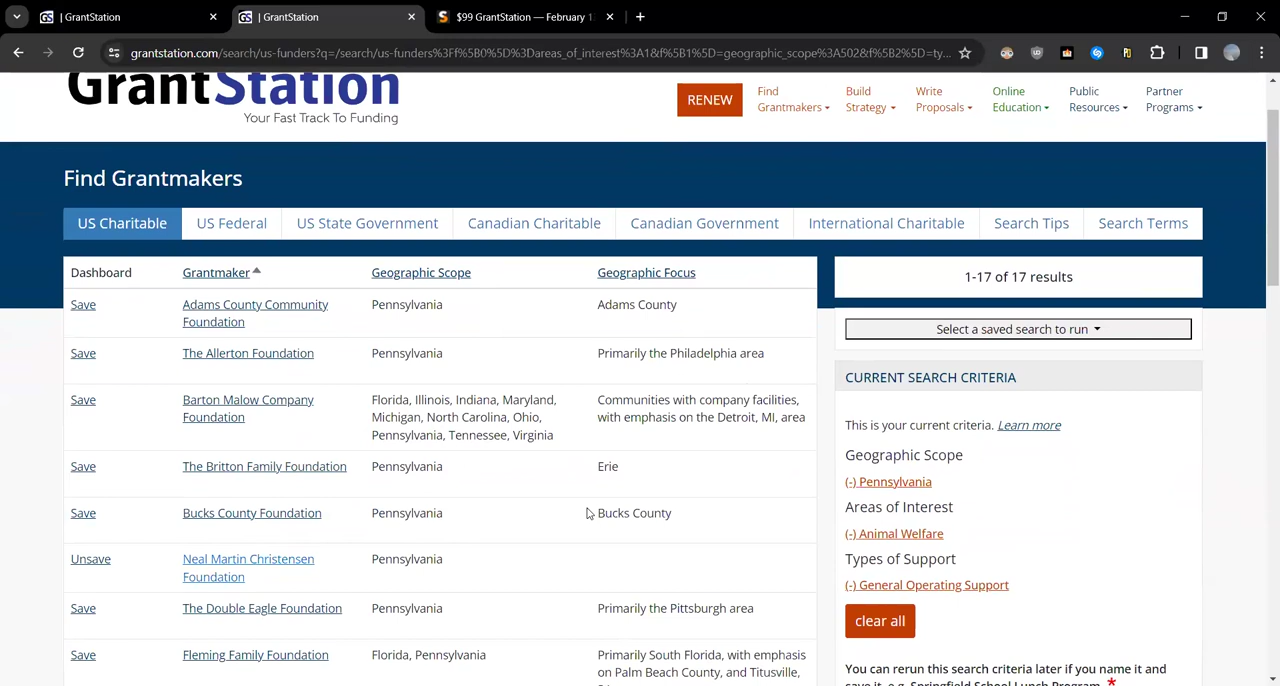 | GrantStation
| GrantStation
$99 GrantStation — February 1
grantstation.com/search/us-funders?q=/search/us-funders%3Ff%5B0%5D%3Dareas_of_interest%3A1&f%5B1%5D=geographic_scope%3A502&f%5B2%5D=ty...
GrantStation
Your Fast Track To Funding
RENEW
Find Grantmakers
Build Strategy
Write Proposals
Online Education
Public Resources
Partner Programs
Find Grantmakers
US Charitable
US Federal
US State Government
Canadian Charitable
Canadian Government
International Charitable
Search Tips
Search Terms
Dashboard Grantmaker Geographic Scope Geographic Focus
Save Adams County Community Pennsylvania Adams County
Foundation
Save The Allerton Foundation Pennsylvania Primarily the Philadelphia area
Save Barton Malow Company Florida, Illinois, Indiana, Maryland, Communities with company facilities,
Foundation Michigan, North Carolina, Ohio, with emphasis on the Detroit, MI, area
Pennsylvania, Tennessee, Virginia
Save The Britton Family Foundation Pennsylvania Erie
Save Bucks County Foundation Pennsylvania Bucks County
Unsave Neal Martin Christensen Pennsylvania
Foundation
Save The Double Eagle Foundation Pennsylvania Primarily the Pittsburgh area
Save Fleming Family Foundation Florida, Pennsylvania Primarily South Florida, with emphasis
on Palm Beach County, and Titusville,
1-17 of 17 results
Select a saved search to run
CURRENT SEARCH CRITERIA
This is your current criteria. Learn more
Geographic Scope
(-) Pennsylvania
Areas of Interest
(-) Animal Welfare
Types of Support
(-) General Operating Support
clear all
You can rerun this search criteria later if you name it and
save it, e.g. Springfield School Lunch Program. *